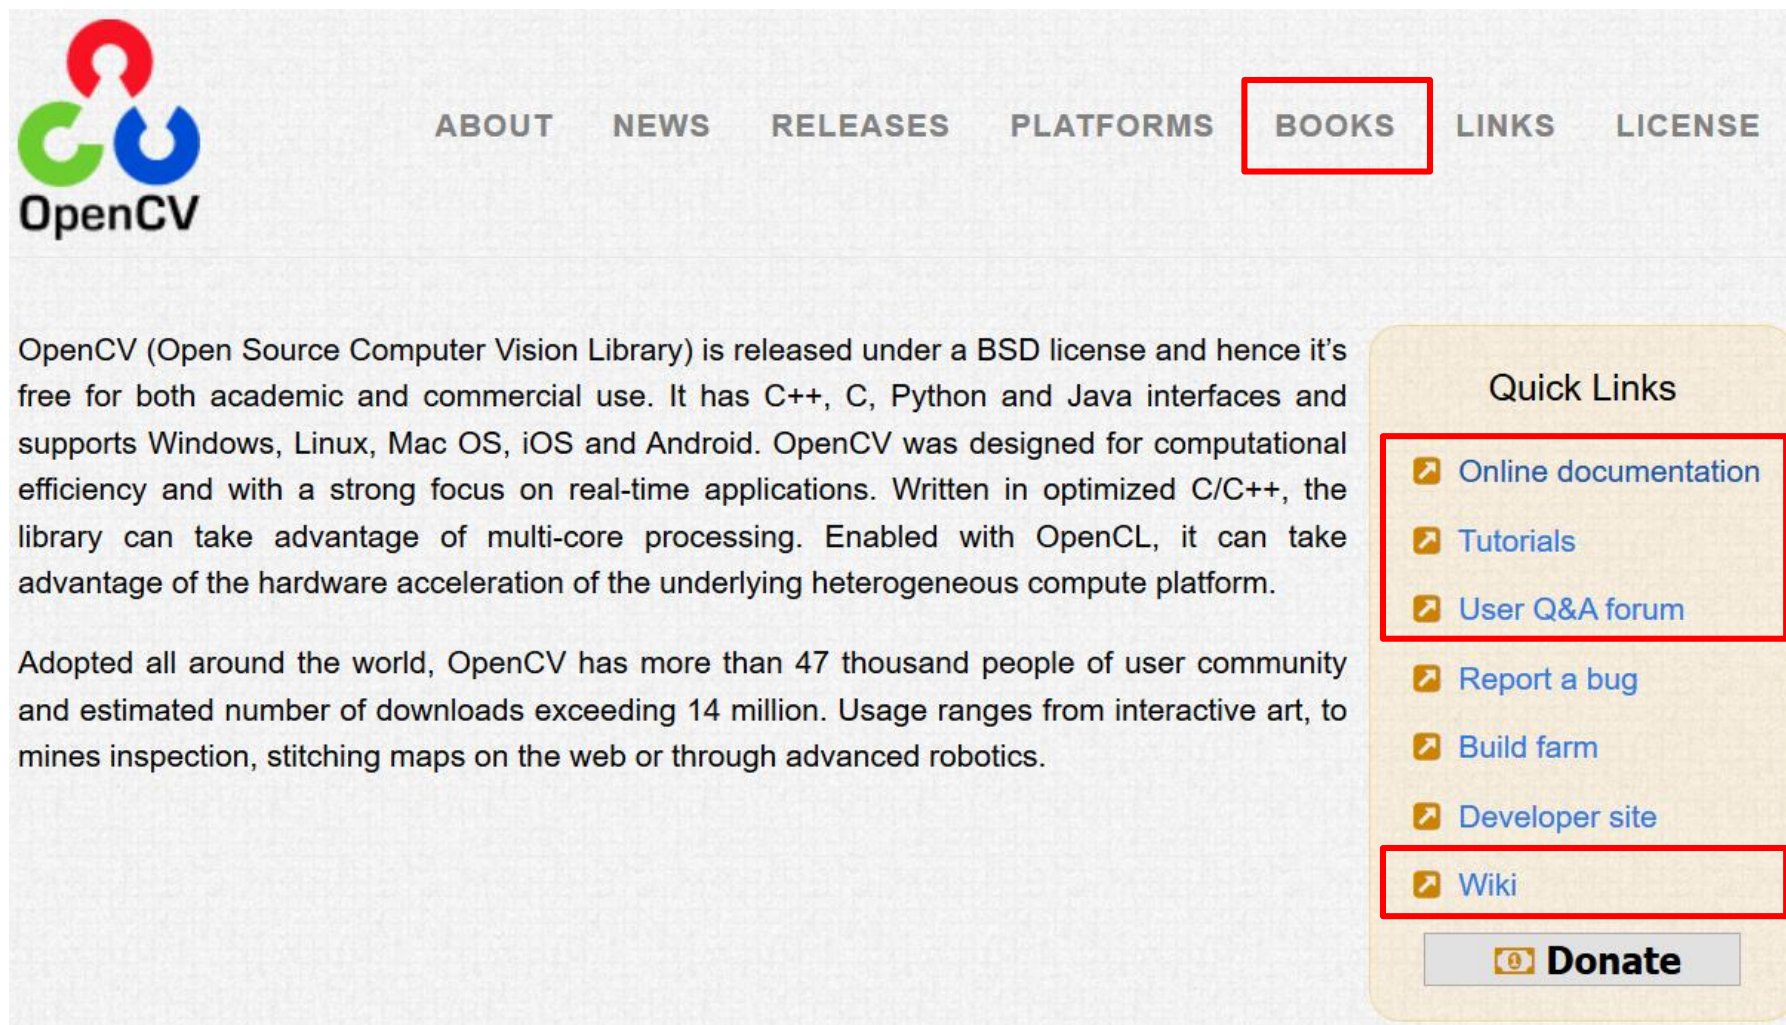 OpenCV
ABOUT NEWS RELEASES PLATFORMS BOOKS LINKS LICENSE
OpenCV (Open Source Computer Vision Library) is released under a BSD license and hence it’s
free for both academic and commercial use. It has C++, C, Python and Java interfaces and
supports Windows, Linux, Mac OS, iOS and Android. OpenCV was designed for computational
efficiency and with a strong focus on real-time applications. Written in optimized C/C++, the
library can take advantage of multi-core processing. Enabled with OpenCL, it can take
advantage of the hardware acceleration of the underlying heterogeneous compute platform.
Adopted all around the world, OpenCV has more than 47 thousand people of user community
and estimated number of downloads exceeding 14 million. Usage ranges from interactive art, to
mines inspection, stitching maps on the web or through advanced robotics.
Quick Links
Online documentation
Tutorials
User Q&A forum
Report a bug
Build farm
Developer site
Wiki
Donate